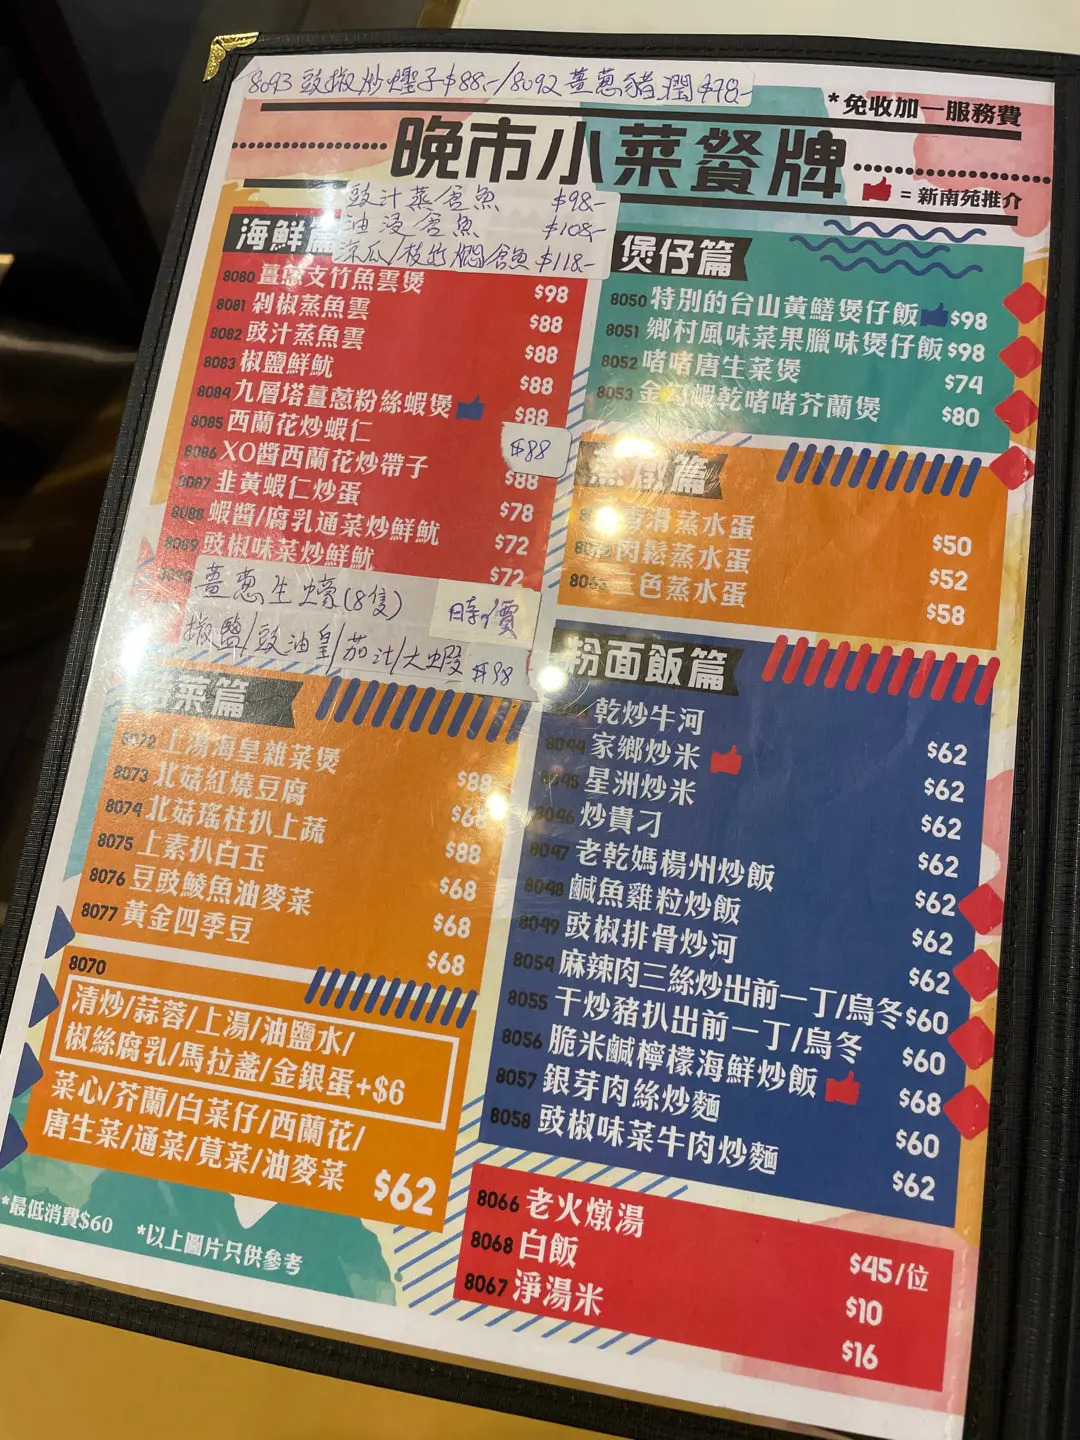 8093 豉椒炒蟶子$88-/8092 薑蔥豬潤$78-
*免收加一服務費
晚市小菜餐牌
= 新南苑推介
豉汁蒸倉魚 $98-
油浸倉魚 $108-
涼瓜/枝竹燜倉魚 $118-
海鮮篇
8080 薑蔥支竹魚雲煲 $98
8081 剁椒蒸魚雲 $88
8082 豉汁蒸魚雲 $88
8083 椒鹽鮮魷 $88
8084 九層塔薑蔥粉絲蝦煲 $88
8085 西蘭花炒蝦仁 $88
8086 XO醬西蘭花炒帶子 $88
8087 韭黃蝦仁炒蛋 $78
8088 蝦醬/腐乳通菜炒鮮魷 $72
8089 豉椒味菜炒鮮魷 $72
8090 薑蔥生蠔(8隻) 時價
椒鹽/豉油皇/茄汁/大蝦 $98
菜篇
8072 上湯海皇雜菜煲 $88
8073 北菇紅燒豆腐 $68
8074 北菇瑤柱扒上蔬 $88
8075 上素扒白玉 $68
8076 豆豉鯪魚油麥菜 $68
8077 黃金四季豆 $68
8070
清炒/蒜蓉/上湯/油鹽水/
椒絲腐乳/馬拉盞/金銀蛋+$6
菜心/芥蘭/白菜仔/西蘭花/
唐生菜/通菜/莧菜/油麥菜 $62
*最低消費$60 *以上圖片只供參考
煲仔篇
8050 特別的台山黃鱔煲仔飯 $98
8051 鄉村風味菜果臘味煲仔飯 $98
8052 啫啫唐生菜煲 $74
8053 金勾蝦乾啫啫芥蘭煲 $80
蒸燉篇
滑蒸水蛋 $50
肉鬆蒸水蛋 $52
三色蒸水蛋 $58
粉面飯篇
乾炒牛河 $62
8044 家鄉炒米 $62
8045 星洲炒米 $62
8046 炒貴刁 $62
8047 老乾媽楊州炒飯 $62
8048 鹹魚雞粒炒飯 $62
8049 豉椒排骨炒河 $62
8054 麻辣肉三絲炒出前一丁/烏冬 $60
8055 干炒豬扒出前一丁/烏冬 $60
8056 脆米鹹檸檬海鮮炒飯 $68
8057 銀芽肉絲炒麵 $60
8058 豉椒味菜牛肉炒麵 $62
8066 老火燉湯 $45/位
8068 白飯 $10
8067 淨湯米 $16